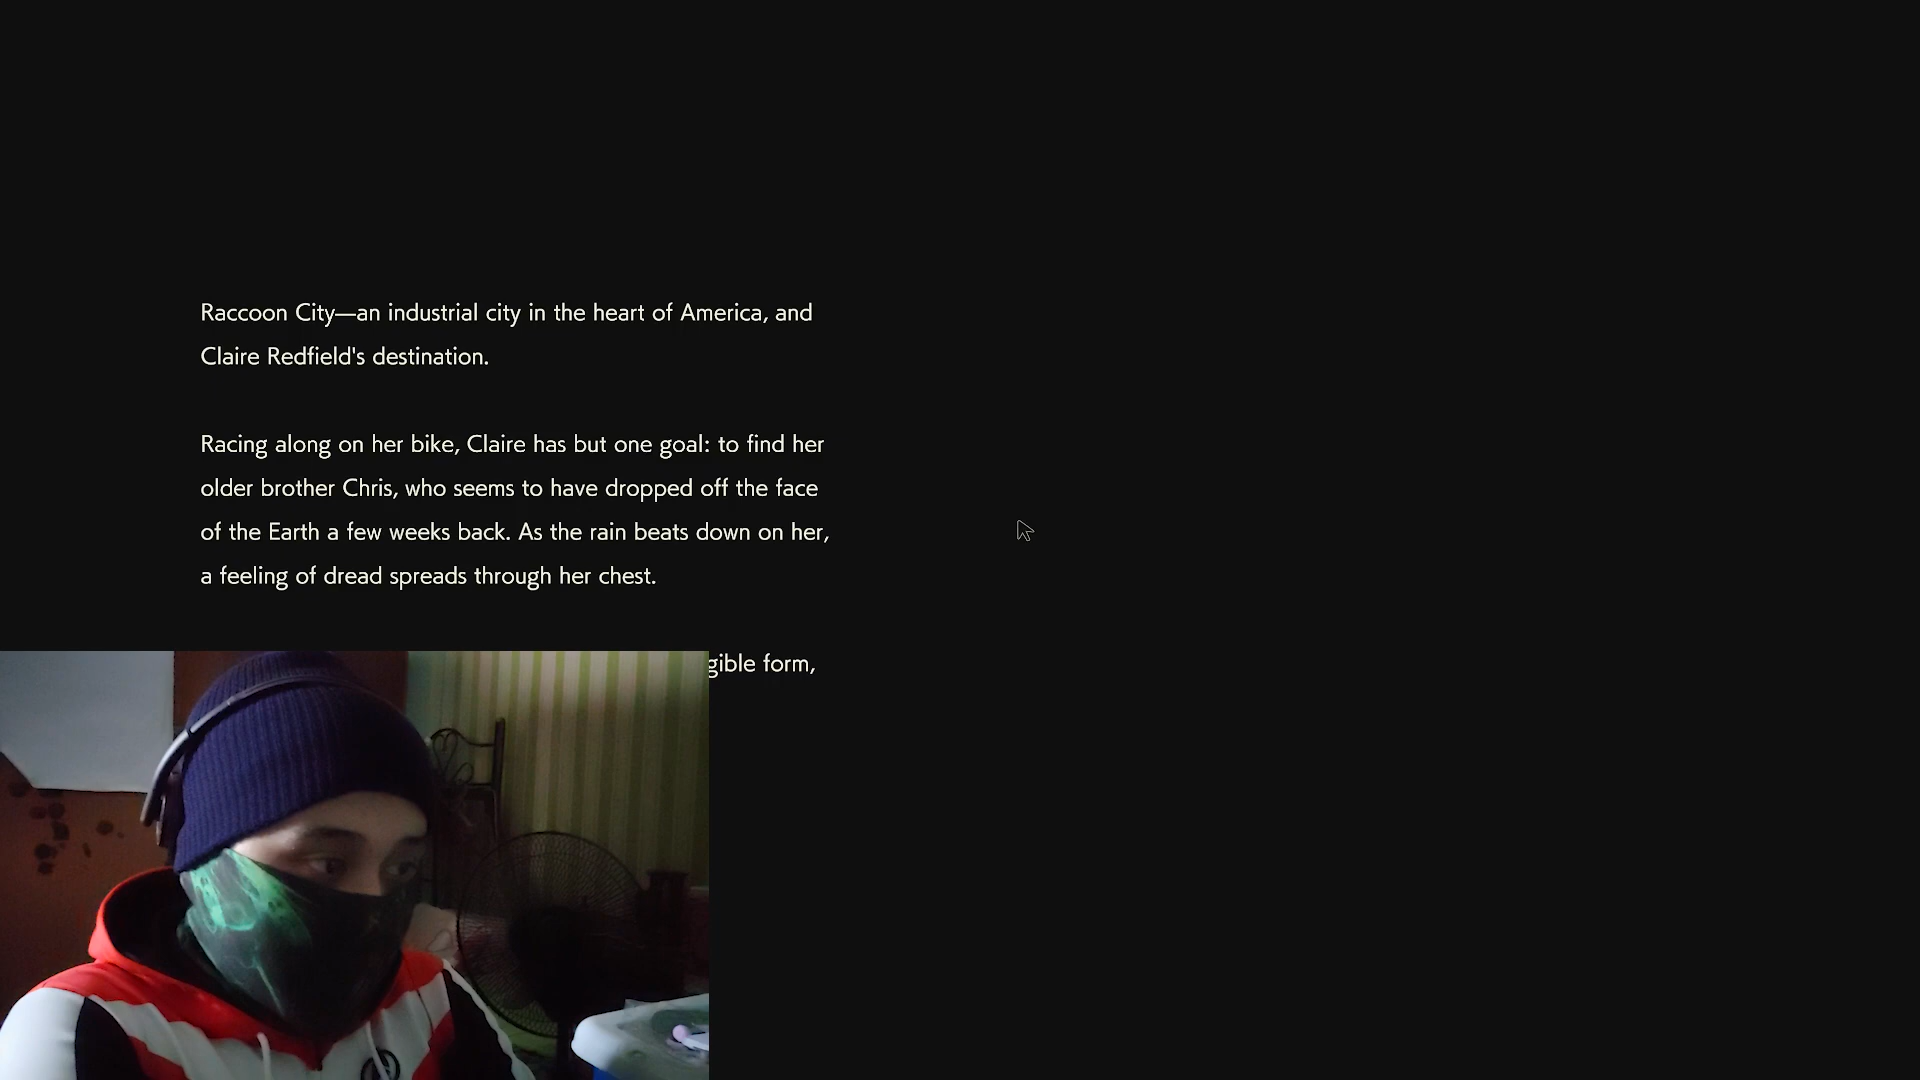 Raccoon City—an industrial city in the heart of America, and
Claire Redfield's destination.
Racing along on her bike, Claire has but one goal: to find her
older brother Chris, who seems to have dropped off the face
of the Earth a few weeks back. As the rain beats down on her,
a feeling of dread spreads through her chest.
form,